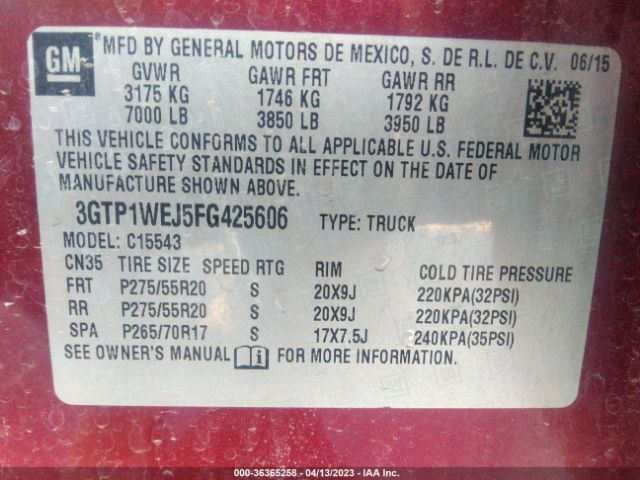 GM ® MFD BY GENERAL MOTORS DE MEXICO, S. DE R.L. DE C.V. 06/15
GVWR GAWR FRT GAWR RR
3175 KG 1746 KG 1792 KG
7000 LB 3850 LB 3950 LB
THIS VEHICLE CONFORMS TO ALL APPLICABLE U.S. FEDERAL MOTOR
VEHICLE SAFETY STANDARDS IN EFFECT ON THE DATE OF
MANUFACTURE SHOWN ABOVE.
3GTP1WEJ5FG425606 TYPE: TRUCK
MODEL: C15543
CN35 TIRE SIZE SPEED RTG RIM COLD TIRE PRESSURE
FRT P275/55R20 S 20X9J 220KPA(32PSI)
RR P275/55R20 S 20X9J 220KPA(32PSI)
SPA P265/70R17 S 17X7.5J 240KPA(35PSI)
SEE OWNER'S MANUAL FOR MORE INFORMATION.
000-36365258 - 04/13/2023 - IAA Inc.